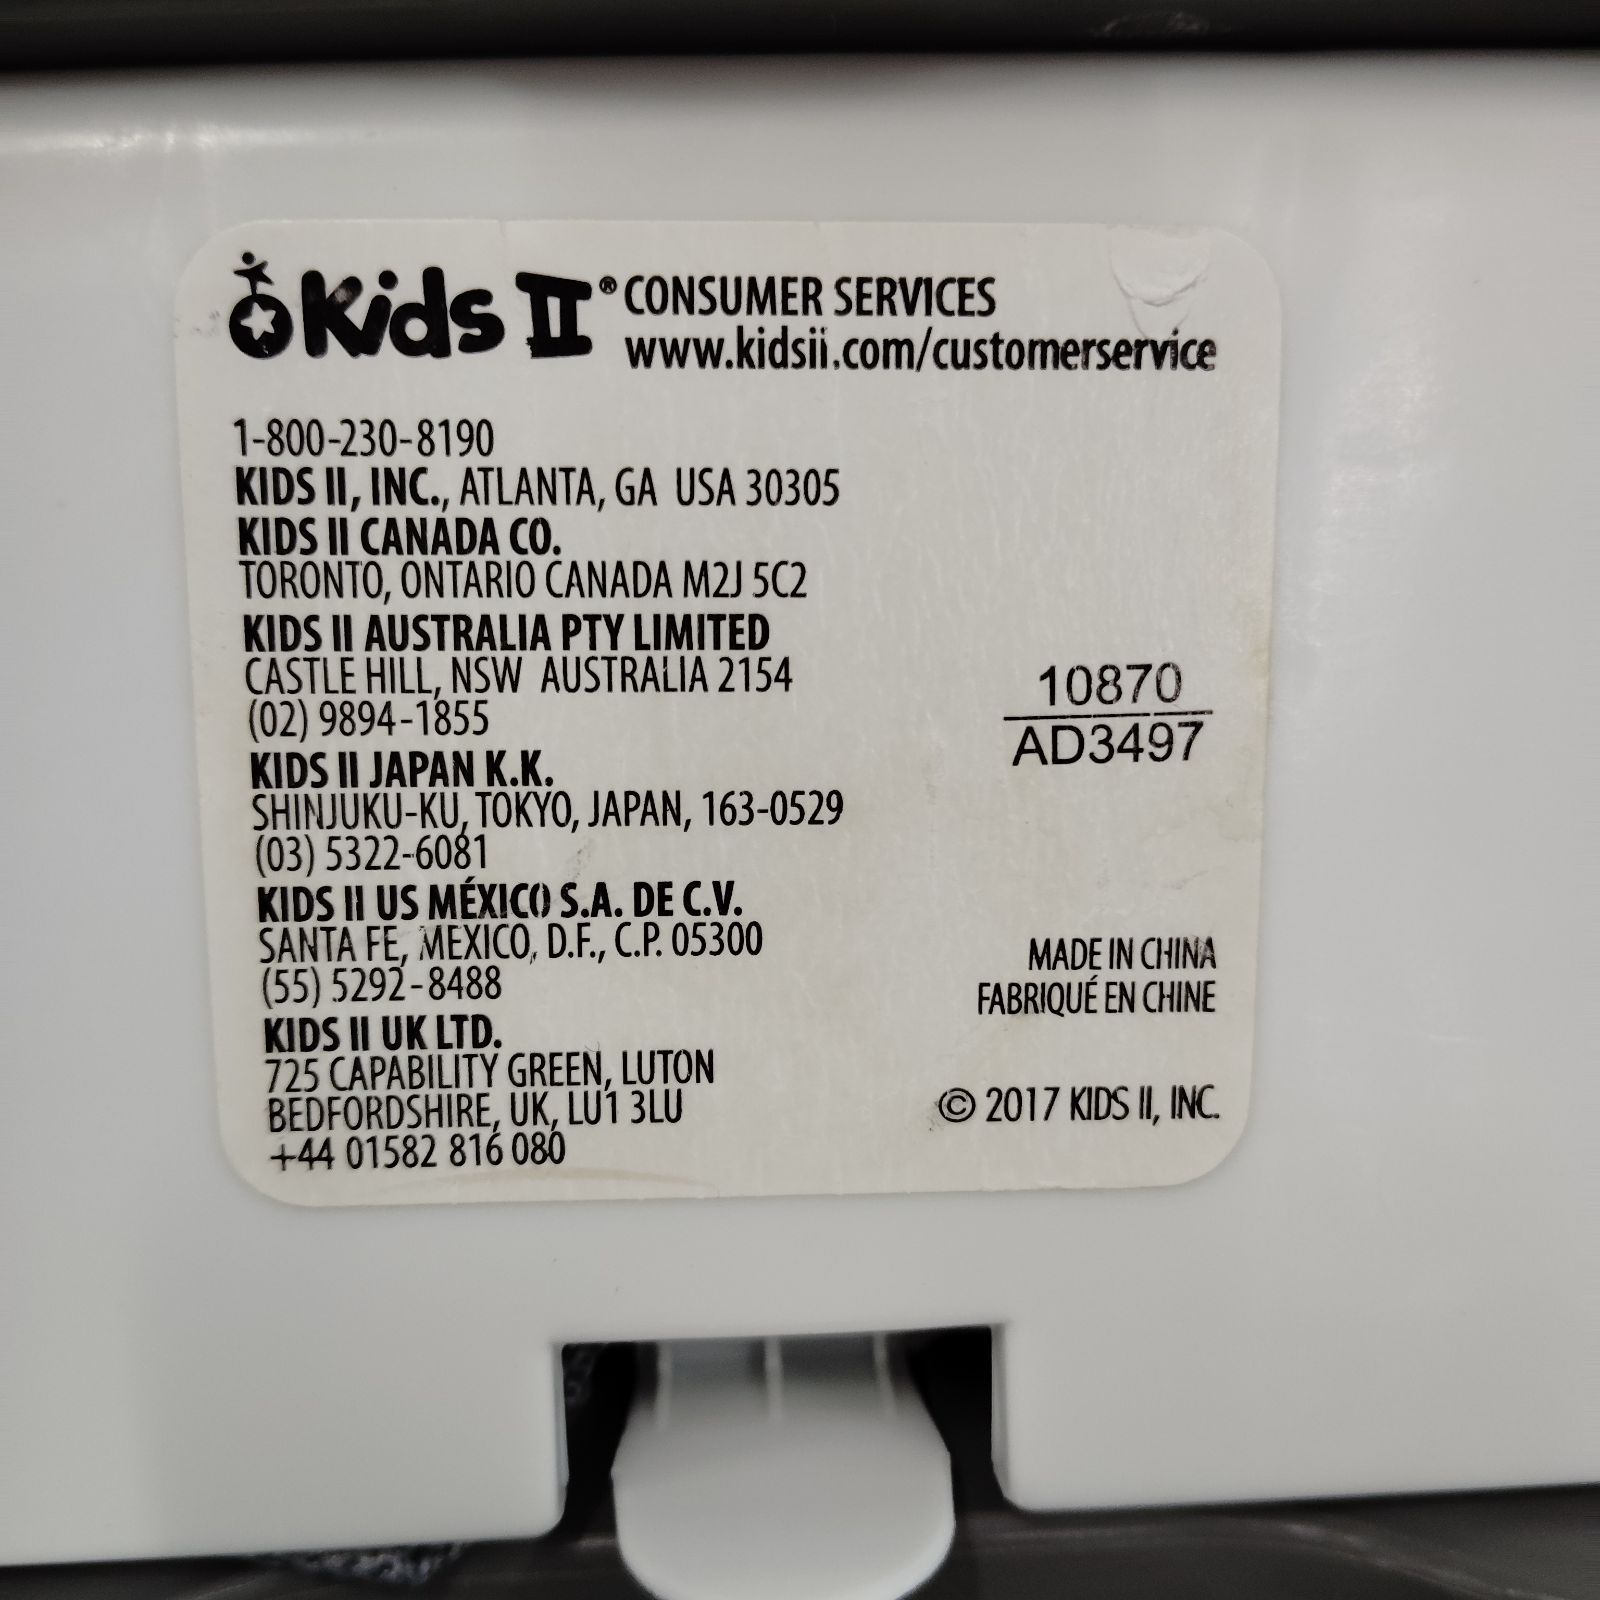 Kids II® CONSUMER SERVICES
www.kidsii.com/customerservice
1-800-230-8190
KIDS II, INC., ATLANTA, GA USA 30305
KIDS II CANADA CO.
TORONTO, ONTARIO CANADA M2J 5C2
KIDS II AUSTRALIA PTY LIMITED
CASTLE HILL, NSW AUSTRALIA 2154
(02) 9894-1855
KIDS II JAPAN K.K.
SHINJUKU-KU, TOKYO, JAPAN, 163-0529
(03) 5322-6081
KIDS II US MÉXICO S.A. DE C.V.
SANTA FE, MEXICO, D.F., C.P. 05300
(55) 5292-8488
KIDS II UK LTD.
725 CAPABILITY GREEN, LUTON
BEDFORDSHIRE, UK, LU1 3LU
+44 01582 816 080
10870
AD3497
MADE IN CHINA
FABRIQUÉ EN CHINE
© 2017 KIDS II, INC.